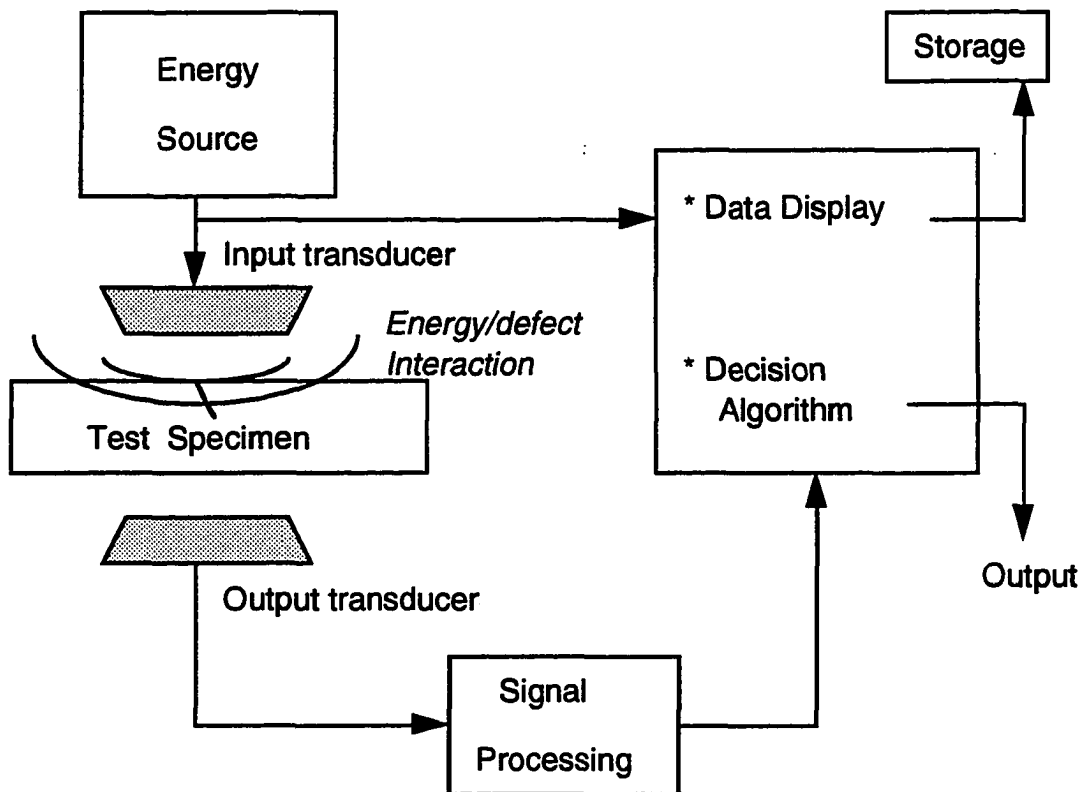 Energy
Source
Storage
* Data Display
Input transducer
Energy/defect
Interaction
* Decision
Algorithm
Test Specimen
Output
Output transducer
Signal
Processing